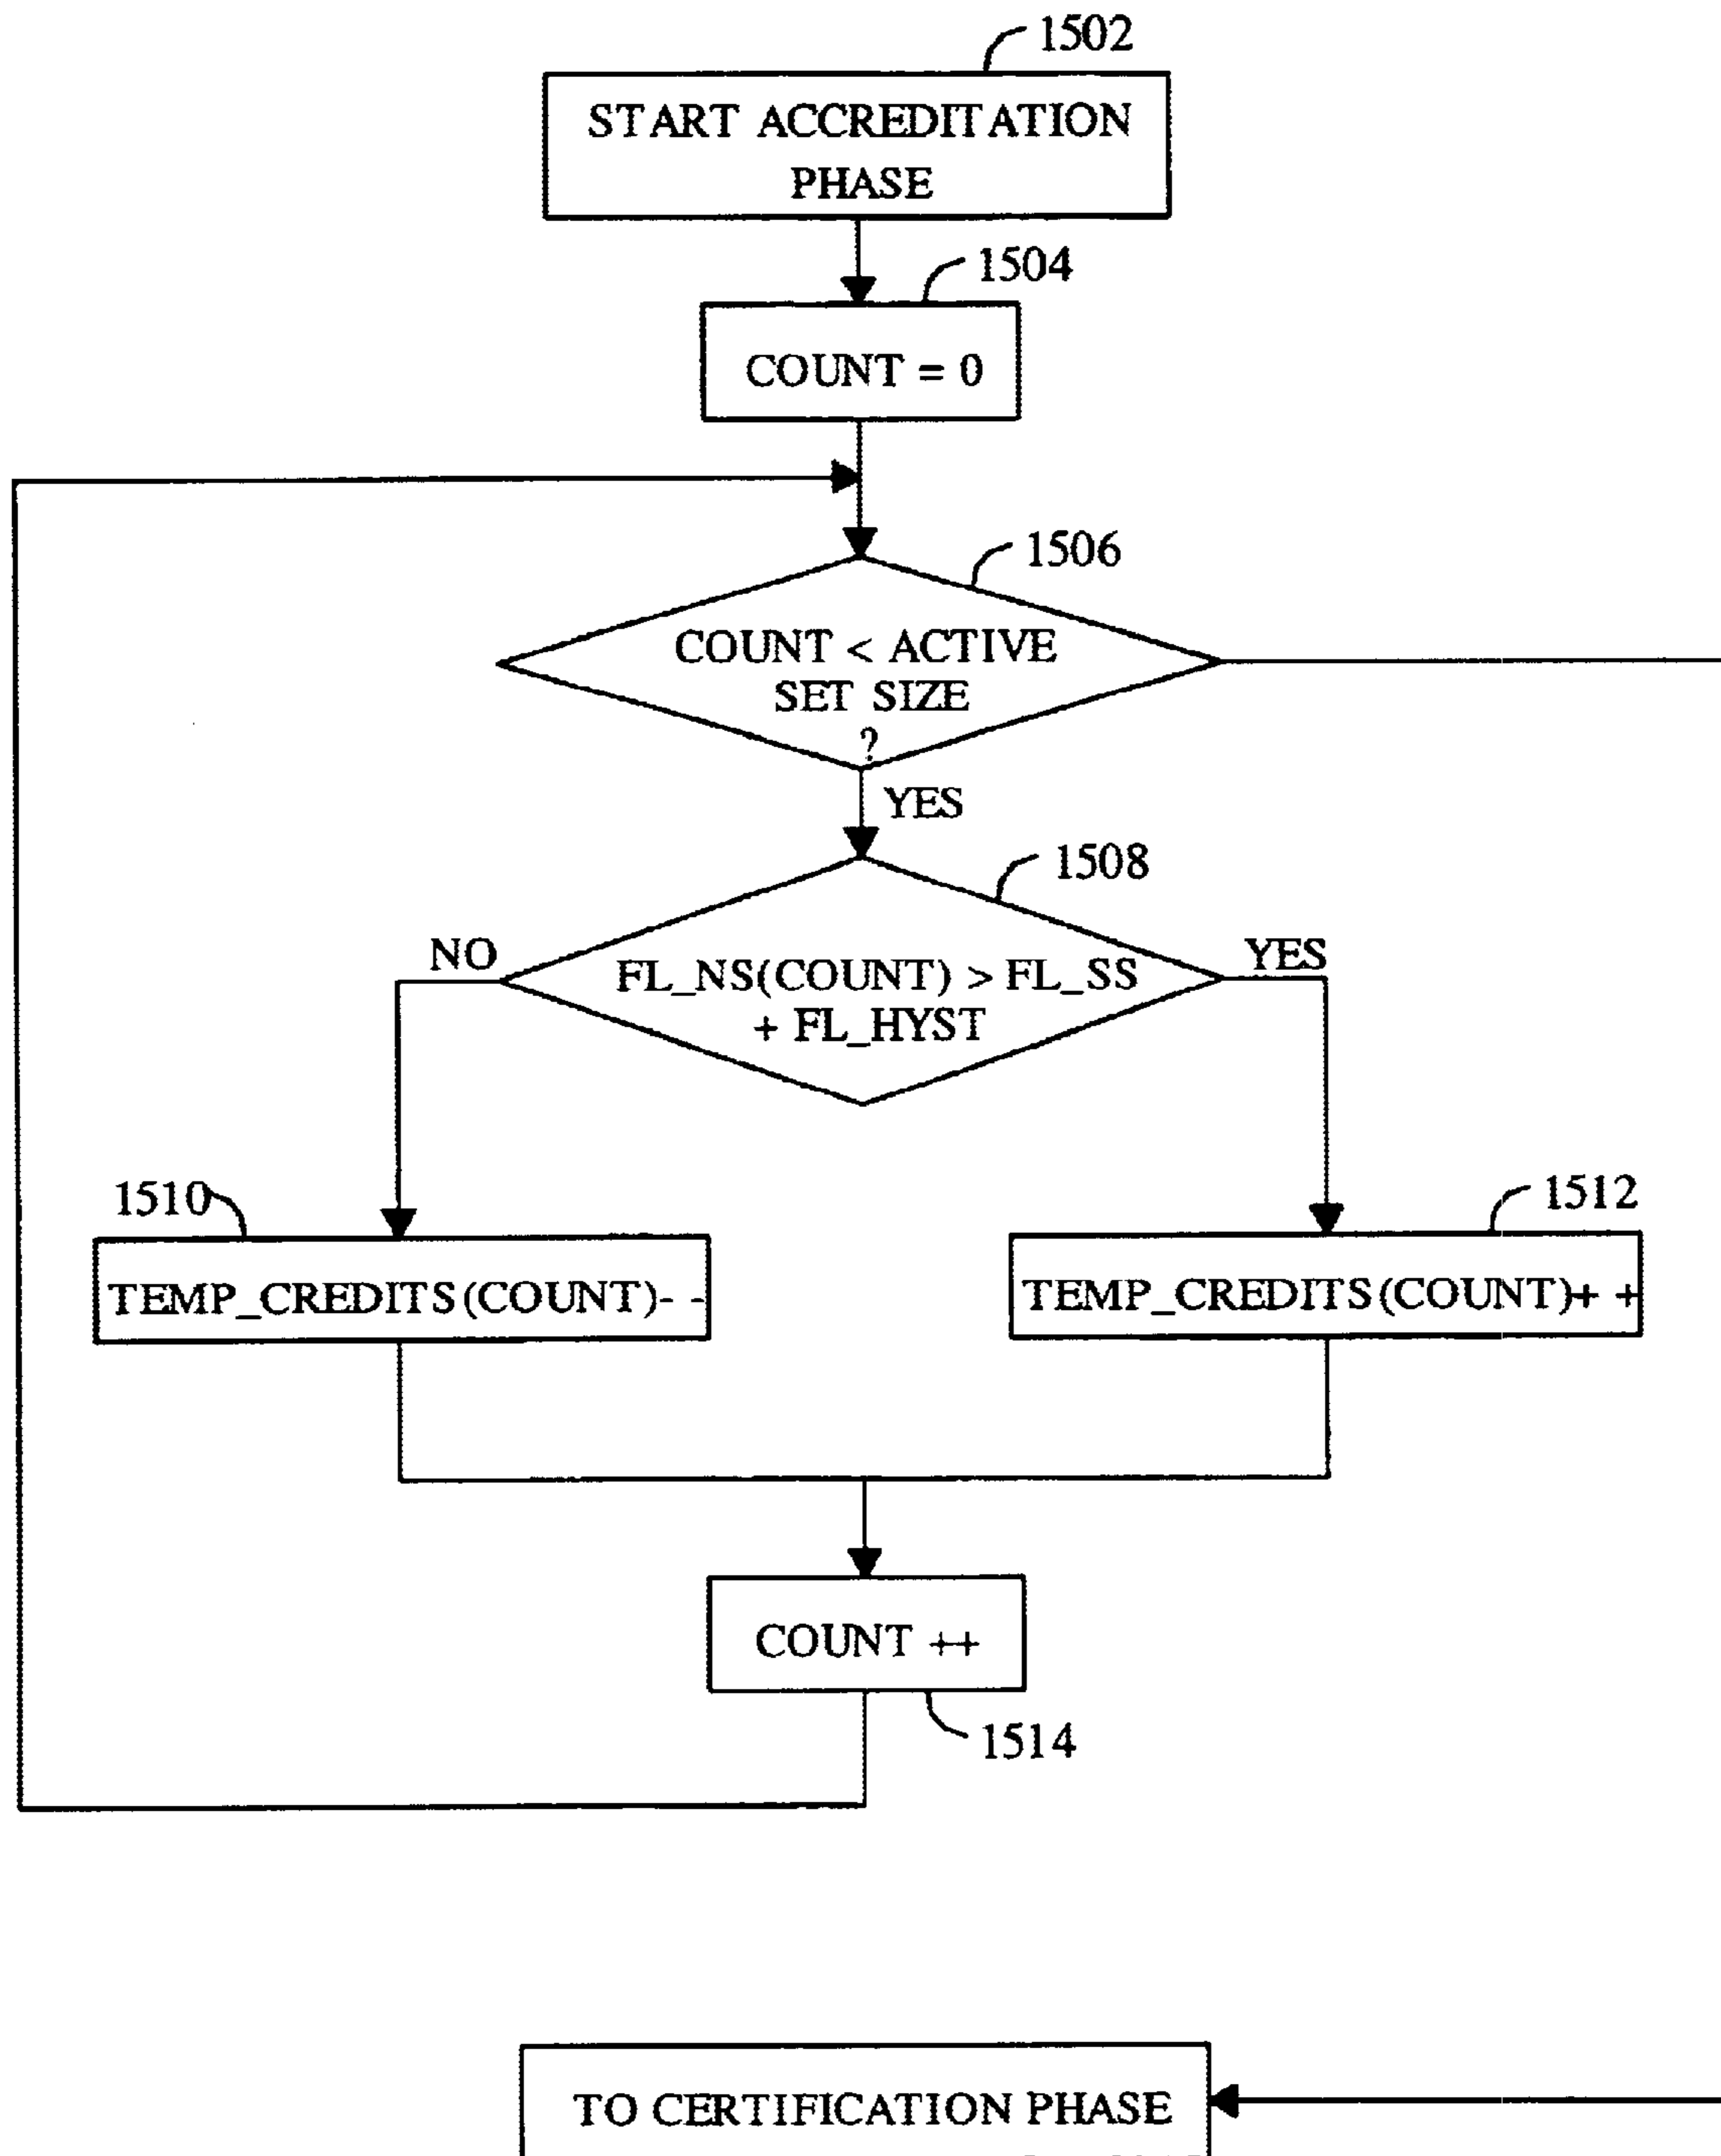 1502
START ACCREDITATION
PHASE
1504
COUNT = 0
1506
COUNT < ACTIVE
SET SIZE
?
YES
1508
NO
YES
FL_NS(COUNT) > FL_SS
+ FL_HYST
1510
1512
TEMP_CREDITS(COUNT)- -
TEMP_CREDITS(COUNT)+ +
COUNT ++
1514
TO CERTIFICATION PHASE